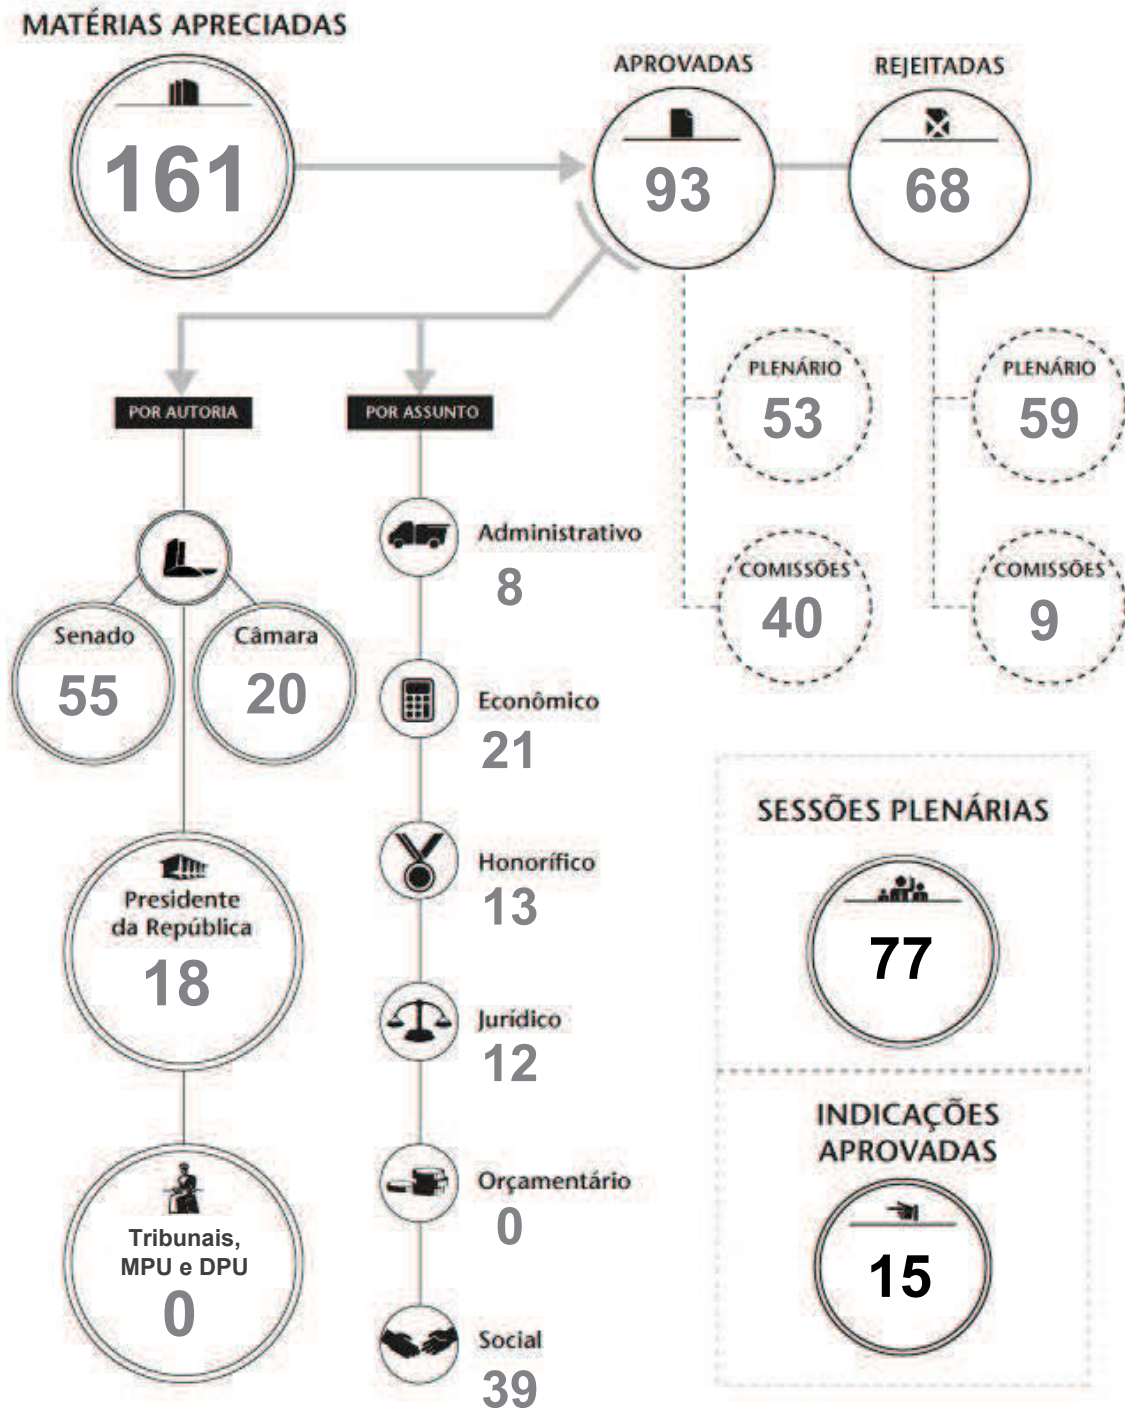 MATÉRIAS APRECIADAS
161
APROVADAS
93
REJEITADAS
68
PLENÁRIO
53
COMISSÕES
40
PLENÁRIO
59
COMISSÕES
9
POR AUTORIA
Senado
55
Câmara
20
Presidente
da República
18
Tribunais,
MPU e DPU
0
POR ASSUNTO
Administrativo
8
Econômico
21
Honorífico
13
Jurídico
12
Orçamentário
0
Social
39
SESSÕES PLENÁRIAS
77
INDICAÇÕES
APROVADAS
15